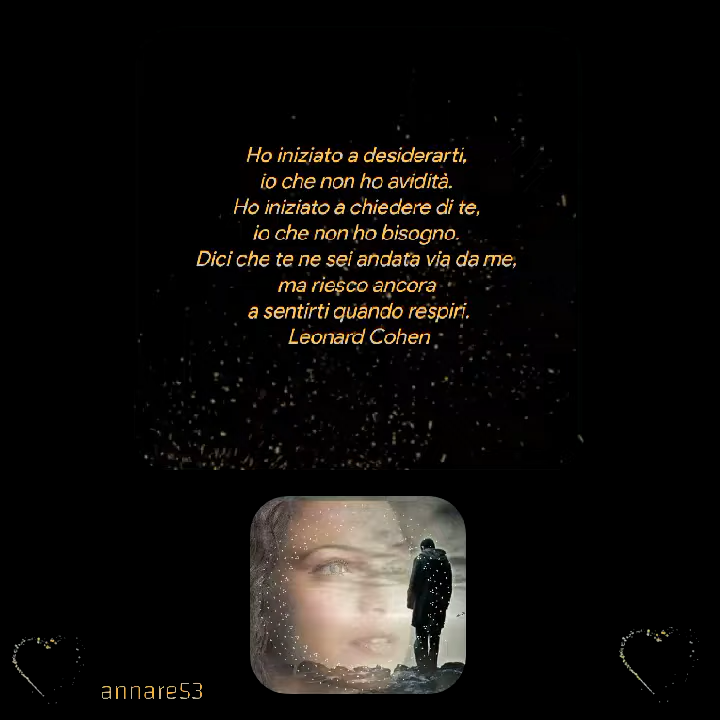 Ho iniziato a desiderarti,
io che non ho avidità.
Ho iniziato a chiedere di te,
io che non ho bisogno.
Dici che te ne sei andata via da me,
ma riesco ancora
a sentirti quando respiri.
Leonard Cohen
annare53